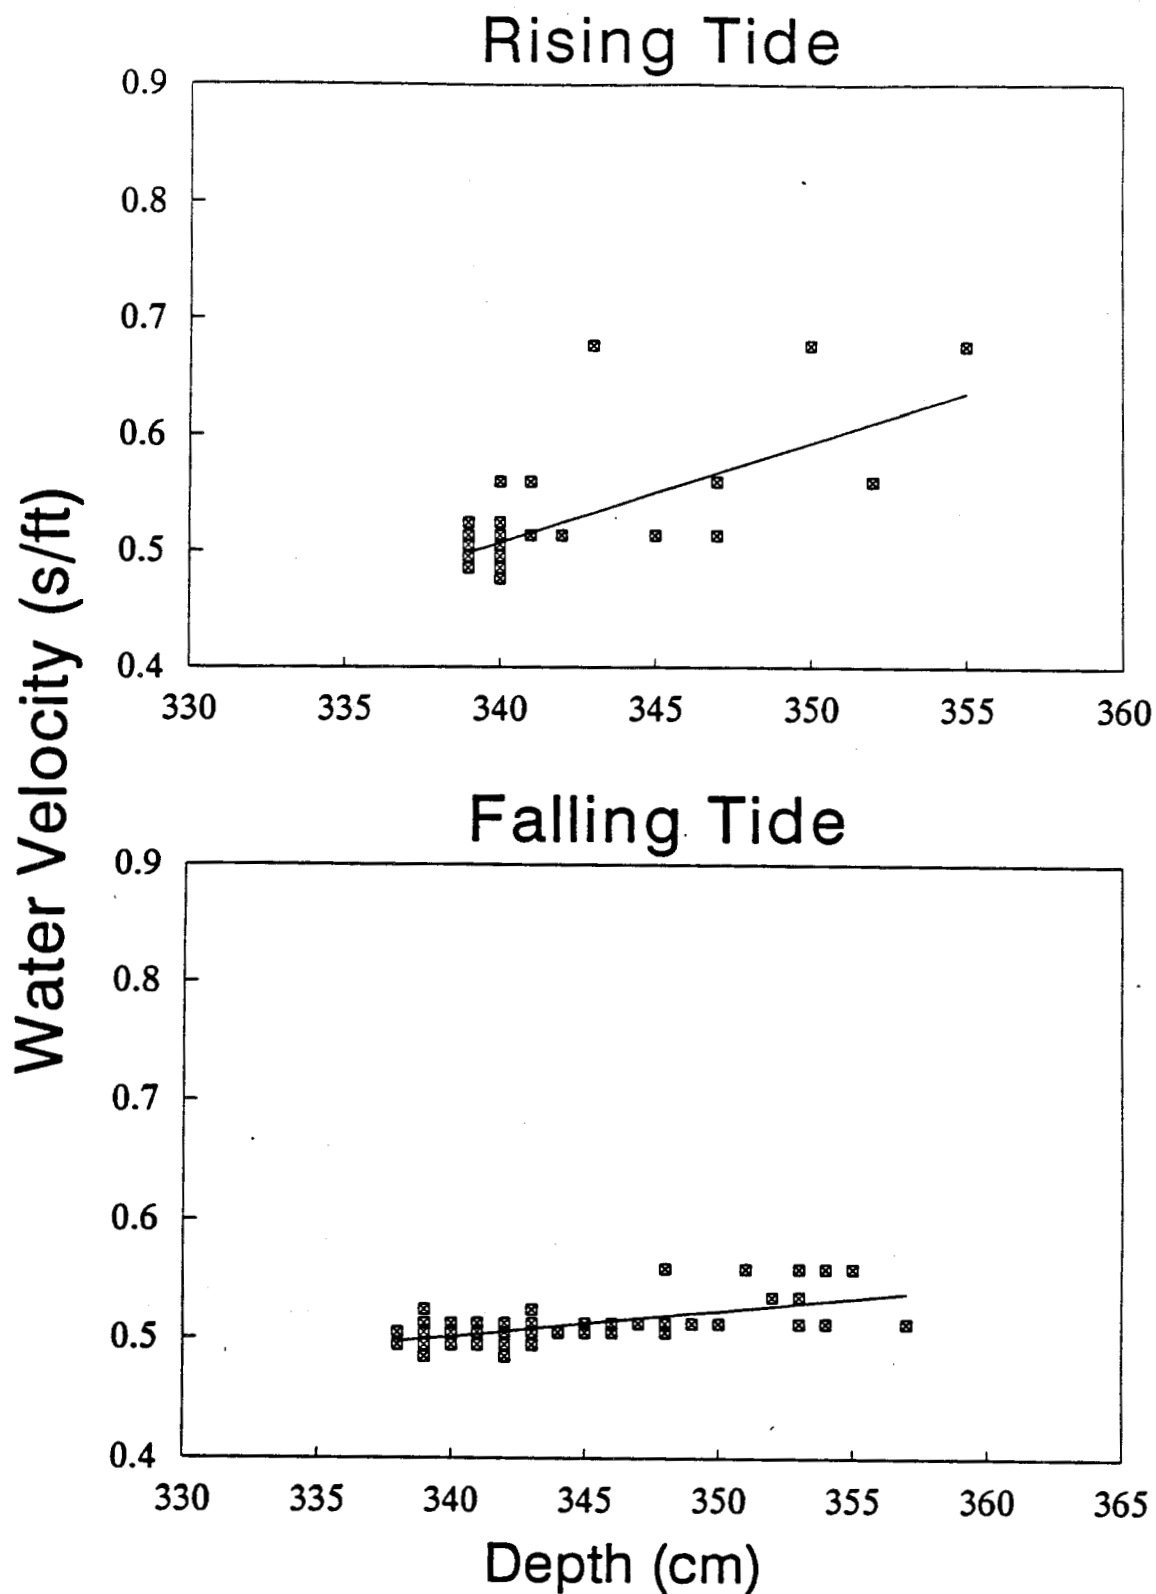 Rising Tide
0.9
0.8
0.7
0.6
0.5
0.4
330 335 340 345 350 355 360
Water Velocity (s/ft)
Falling Tide
0.9
0.8
0.7
0.6
0.5
0.4
330 335 340 345 350 355 360 365
Depth (cm)